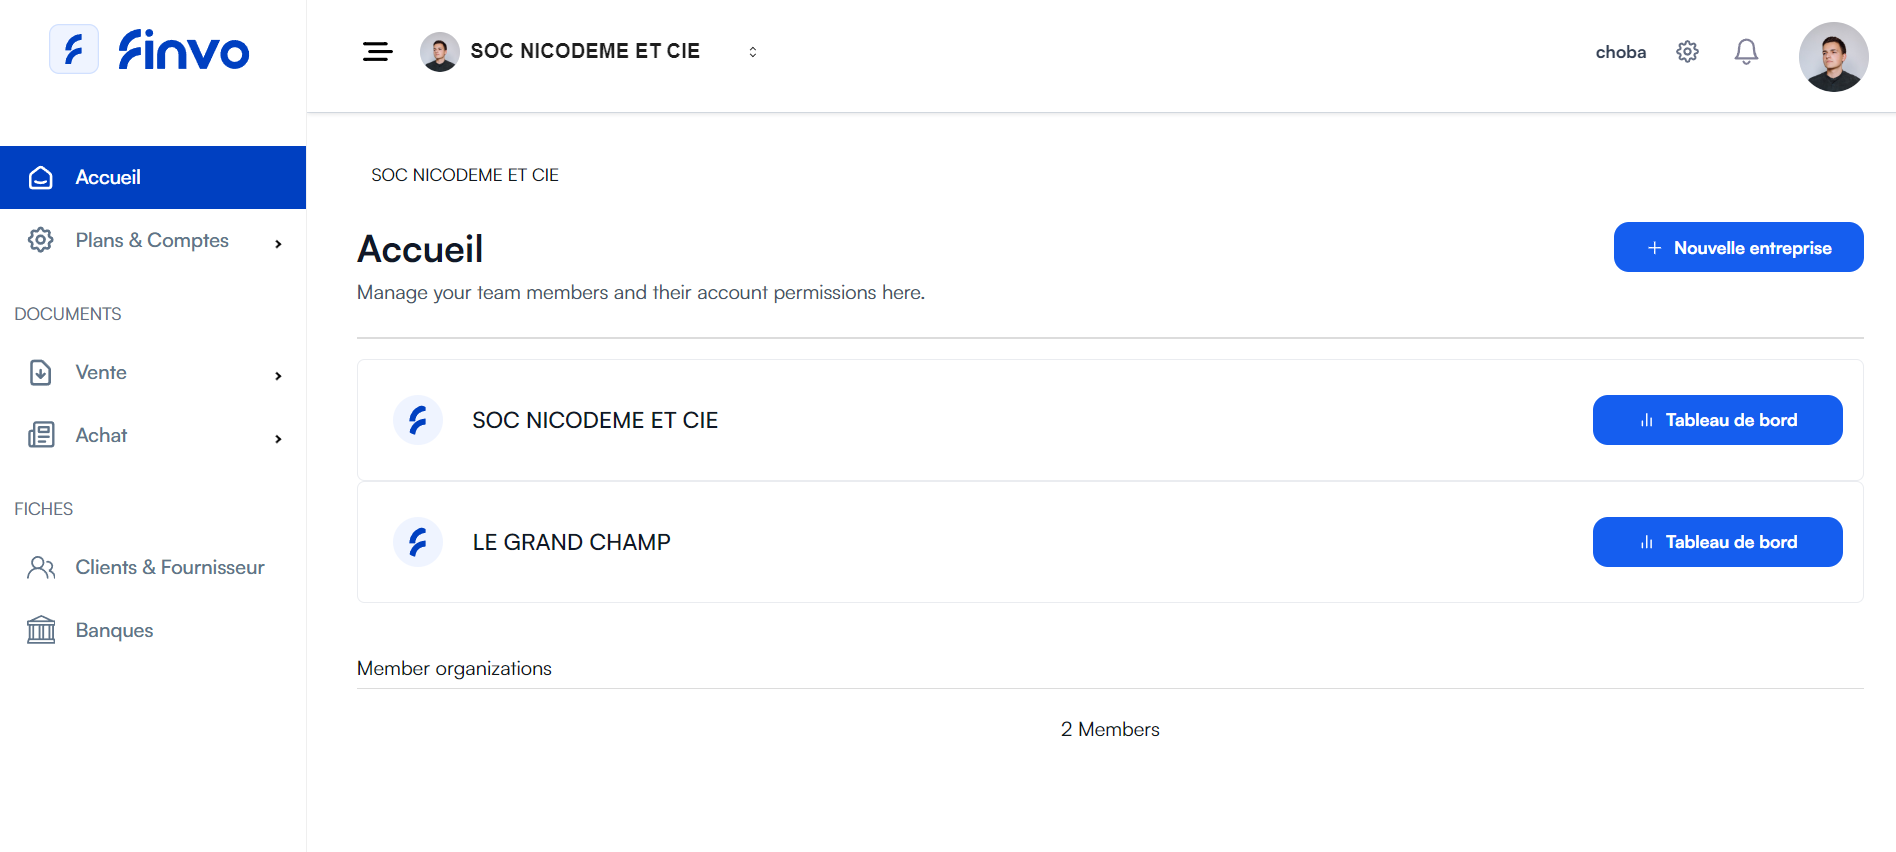 Finvo
SOC NICODEME ET CIE
choba
Accueil
Plans & Comptes
DOCUMENTS
Vente
Achat
FICHES
Clients & Fournisseur
Banques
SOC NICODEME ET CIE
Accueil
Nouvelle entreprise
Manage your team members and their account permissions here.
SOC NICODEME ET CIE
Tableau de bord
LE GRAND CHAMP
Tableau de bord
Member organizations
2 Members